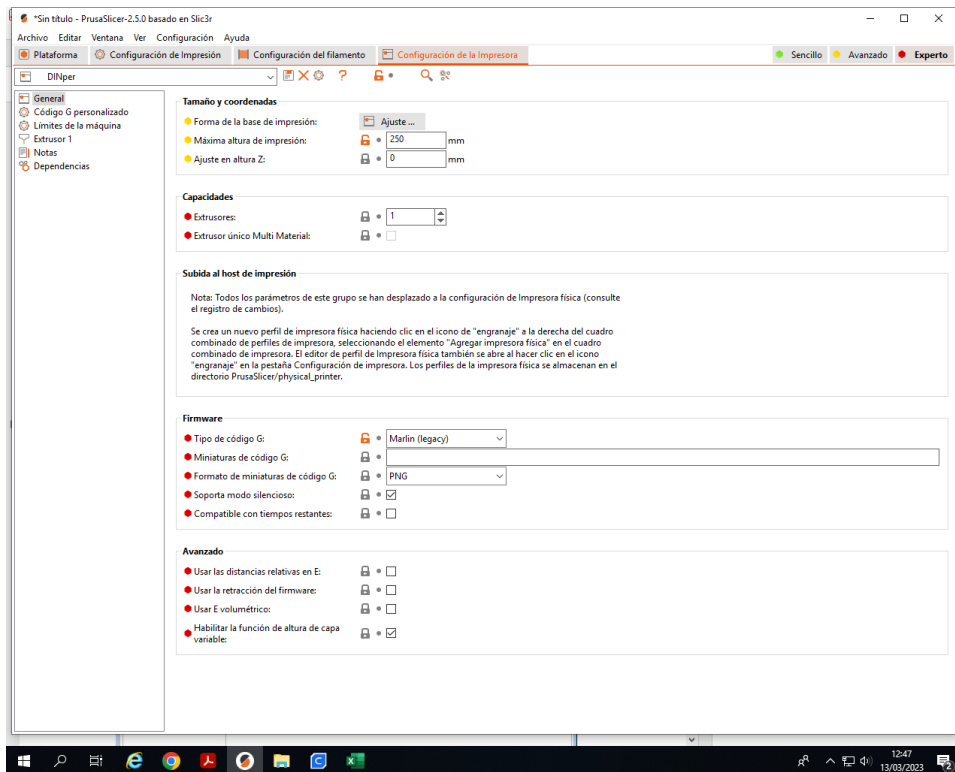 *Sin título - PrusaSlicer-2.5.0 basado en Slic3r
Archivo Editar Ventana Ver Configuración Ayuda
Plataforma Configuración de Impresión Configuración del filamento Configuración de la Impresora Sencillo Avanzado Experto
DINper ?
General
Código G personalizado
Límites de la máquina
Extrusor 1
Notas
Dependencias
Tamaño y coordenadas
Forma de la base de impresión: Ajuste ...
Máxima altura de impresión: 250 mm
Ajuste en altura Z: 0 mm
Capacidades
Extrusores: 1
Extrusor único Multi Material:
Subida al host de impresión
Nota: Todos los parámetros de este grupo se han desplazado a la configuración de Impresora física (consulte
el registro de cambios).
Se crea un nuevo perfil de impresora física haciendo clic en el icono de "engranaje" a la derecha del cuadro
combinado de perfiles de impresora, seleccionando el elemento "Agregar impresora física" en el cuadro
combinado de impresora. El editor de perfil de Impresora física también se abre al hacer clic en el icono
"engranaje" en la pestaña Configuración de impresora. Los perfiles de la impresora física se almacenan en el
directorio PrusaSlicer/physical_printer.
Firmware
Tipo de código G: Marlin (legacy)
Miniaturas de código G:
Formato de miniaturas de código G: PNG
Soporta modo silencioso:
Compatible con tiempos restantes:
Avanzado
Usar las distancias relativas en E:
Usar la retracción del firmware:
Usar E volumétrico:
Habilitar la función de altura de capa
variable:
12:47
13/03/2023
2